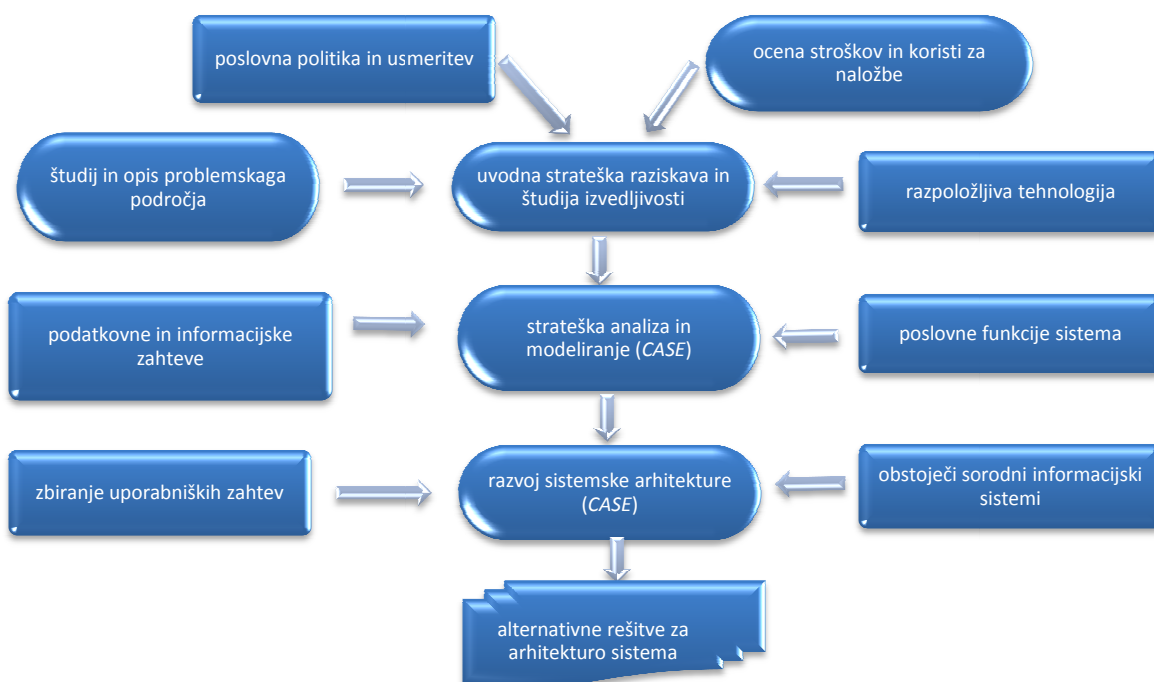 poslovna politika in usmeritev
ocena stroškov in koristi za
naložbe
študij in opis problemskaga
področja
uvodna strateška raziskava in
študija izvedljivosti
razpoložljiva tehnologija
podatkovne in informacijske
zahteve
strateška analiza in
modeliranje (CASE)
poslovne funkcije sistema
zbiranje uporabniških zahtev
razvoj sistemske arhitekture
(CASE)
obstoječi sorodni informacijski
sistemi
alternativne rešitve za
arhitekturo sistema